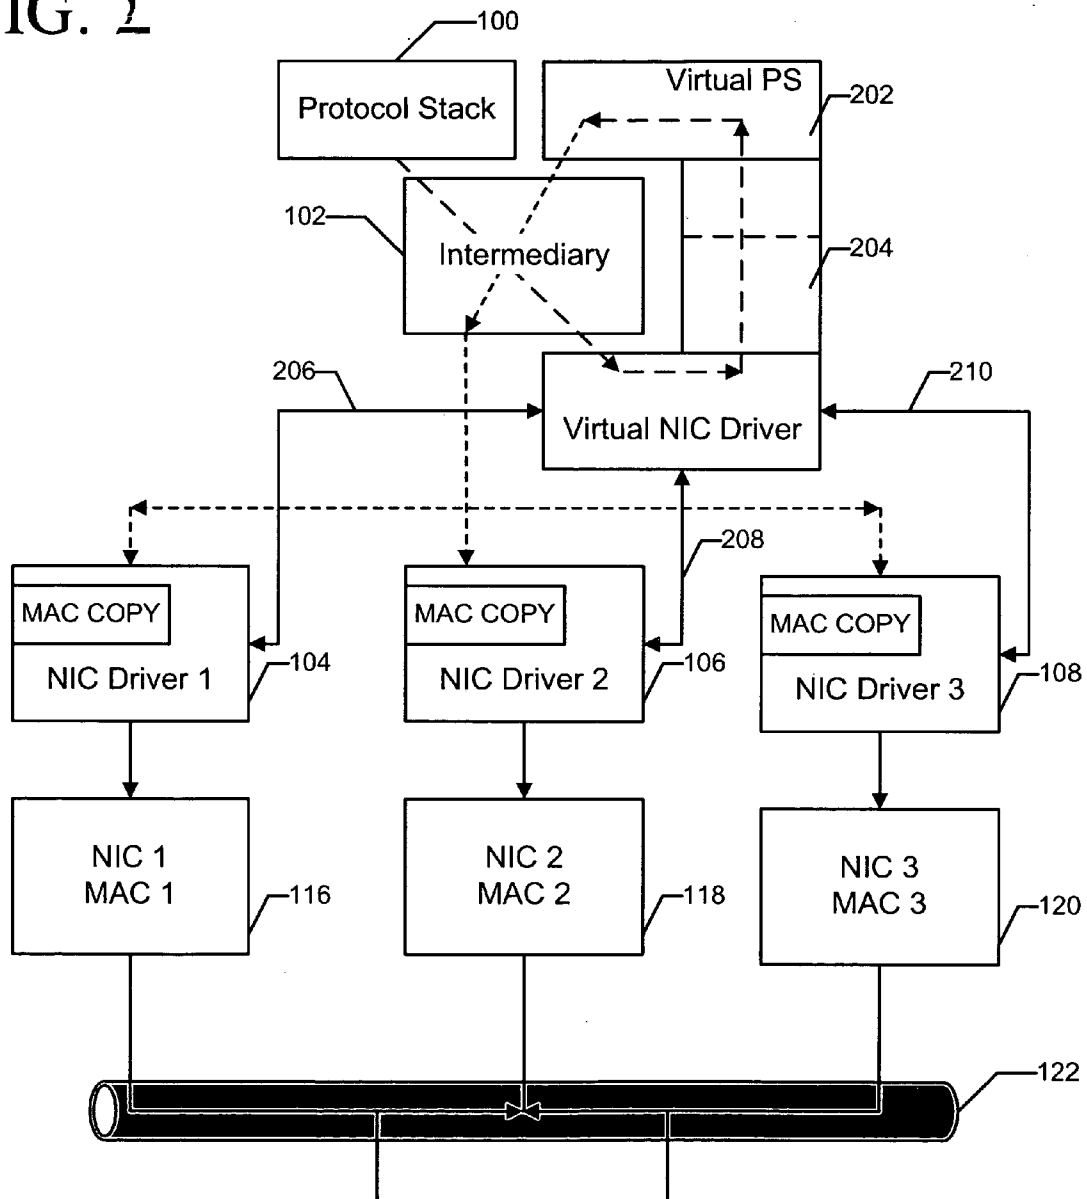 IG. 2
100
Protocol Stack
Virtual PS
202
102
Intermediary
204
206
210
Virtual NIC Driver
208
MAC COPY
NIC Driver 1
104
MAC COPY
NIC Driver 2
106
MAC COPY
NIC Driver 3
108
NIC 1
MAC 1
116
NIC 2
MAC 2
118
NIC 3
MAC 3
120
122